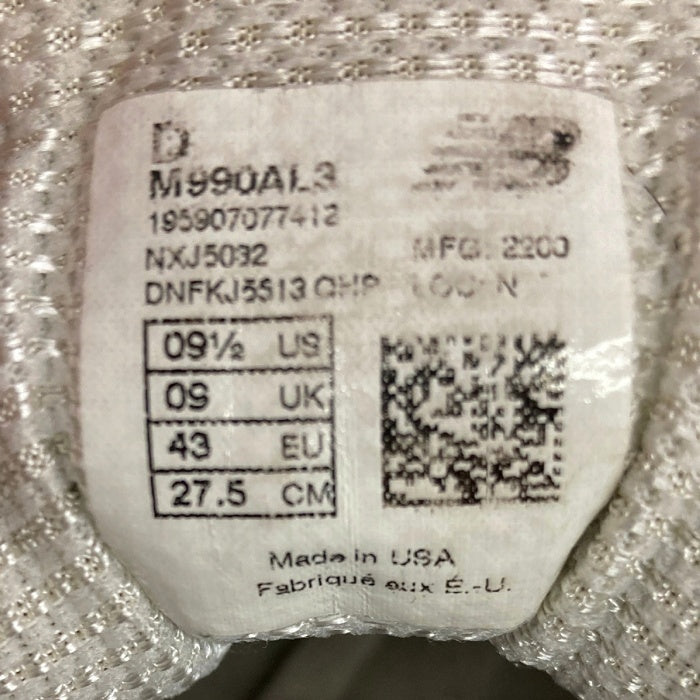 D
M990AL3
195907077412
NXJ5032 MFG: 2200
DNFKJ5S13
09½ US
09 UK
43 EU
27.5 CM
Made in USA
Fabriqué aux É.-U.